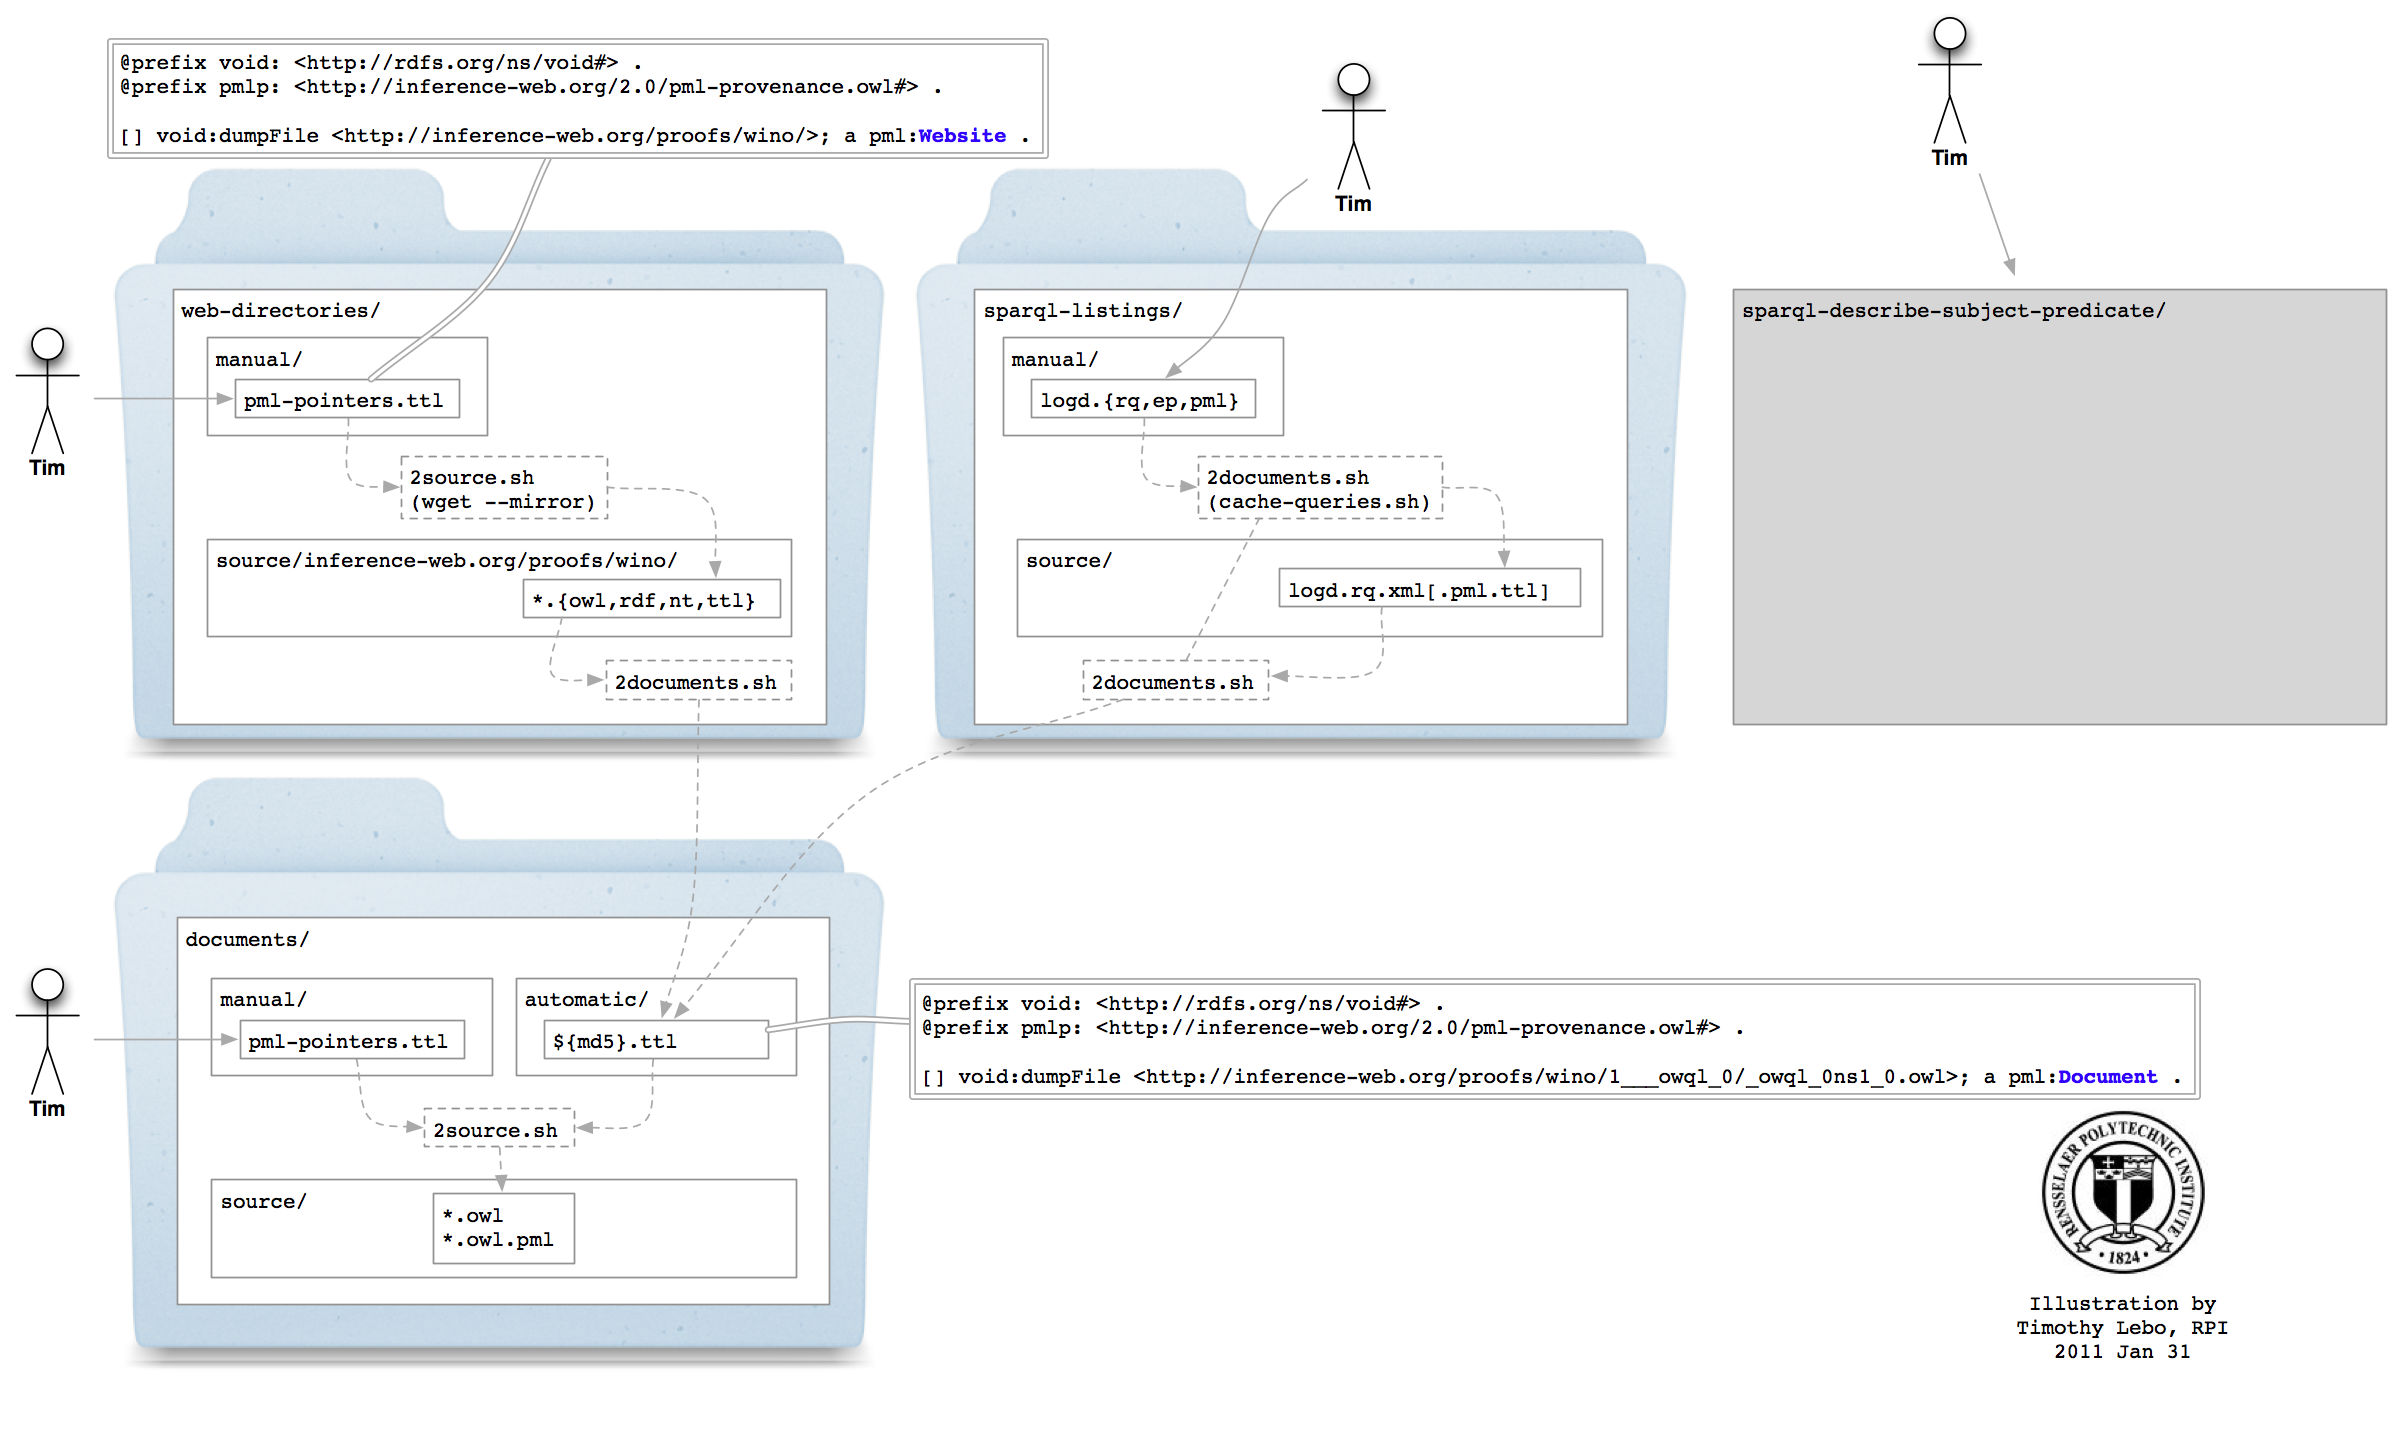 @prefix void: <http://rdfs.org/ns/void#> .
@prefix pmlp: <http://inference-web.org/2.0/pml-provenance.owl#> .
[] void:dumpFile <http://inference-web.org/proofs/wino/>; a pml:Website .
Tim
Tim
web-directories/
manual/
pml-pointers.ttl
Tim
2source.sh
(wget --mirror)
source/inference-web.org/proofs/wino/
*.{owl,rdf,nt,ttl}
2documents.sh
sparql-listings/
manual/
logd.{rq,ep,pml}
2documents.sh
(cache-queries.sh)
source/
logd.rq.xml[.pml.ttl]
2documents.sh
sparql-describe-subject-predicate/
documents/
manual/
pml-pointers.ttl
Tim
automatic/
${md5}.ttl
2source.sh
source/
*.owl
*.owl.pml
@prefix void: <http://rdfs.org/ns/void#> .
@prefix pmlp: <http://inference-web.org/2.0/pml-provenance.owl#> .
[] void:dumpFile <http://inference-web.org/proofs/wino/1___owql_0/_owql_0ns1_0.owl>; a pml:Document .
RENSSELAER POLYTECHNIC INSTITUTE
• 1824 •
Illustration by
Timothy Lebo, RPI
2011 Jan 31